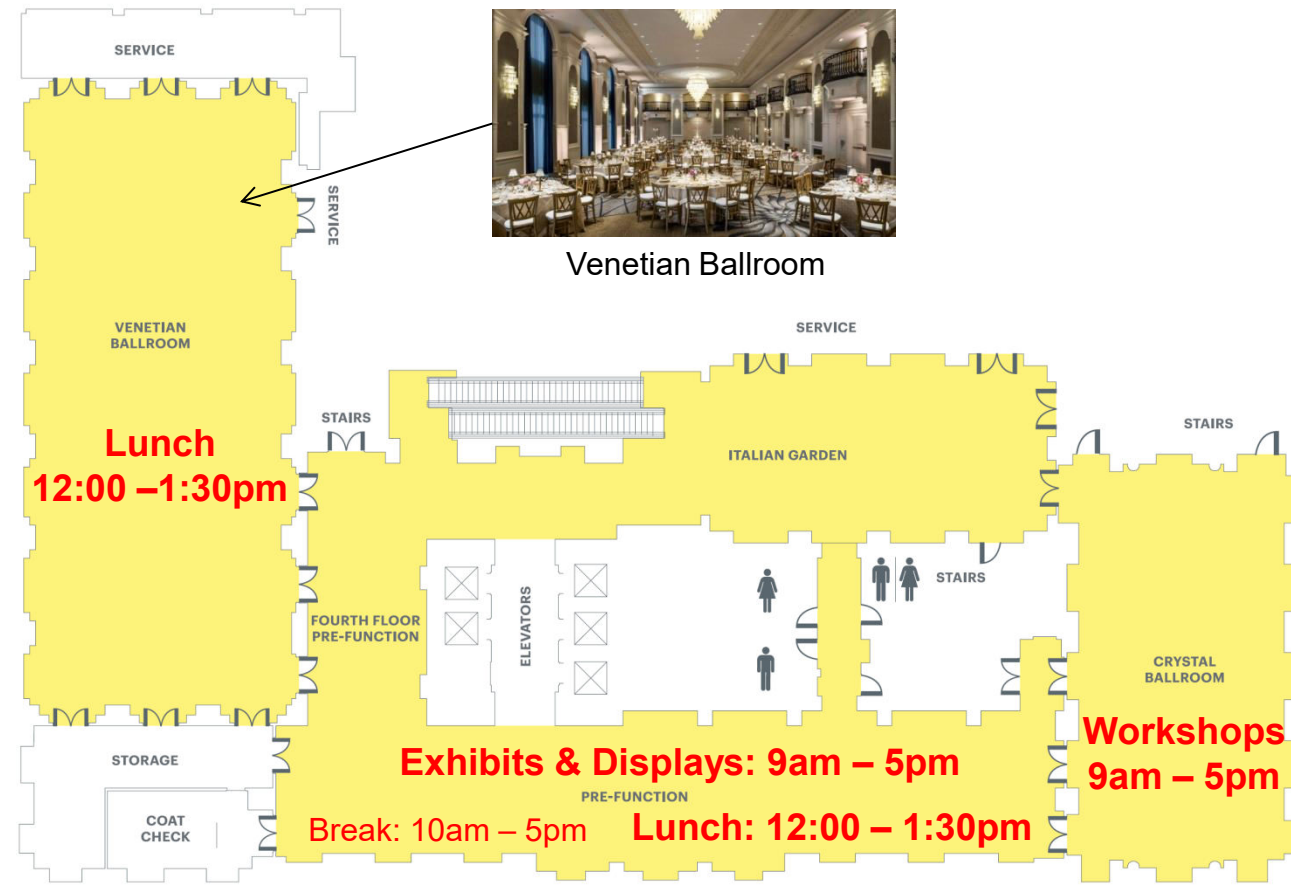 SERVICE
SERVICE
Venetian Ballroom
VENETIAN
BALLROOM
SERVICE
STAIRS
STAIRS
Lunch
12:00 –1:30pm
ITALIAN GARDEN
STAIRS
ELEVATORS
FOURTH FLOOR
PRE-FUNCTION
CRYSTAL
BALLROOM
Workshops
9am – 5pm
STORAGE
Exhibits & Displays: 9am – 5pm
PRE-FUNCTION
COAT
CHECK
Break: 10am – 5pm
Lunch: 12:00 – 1:30pm